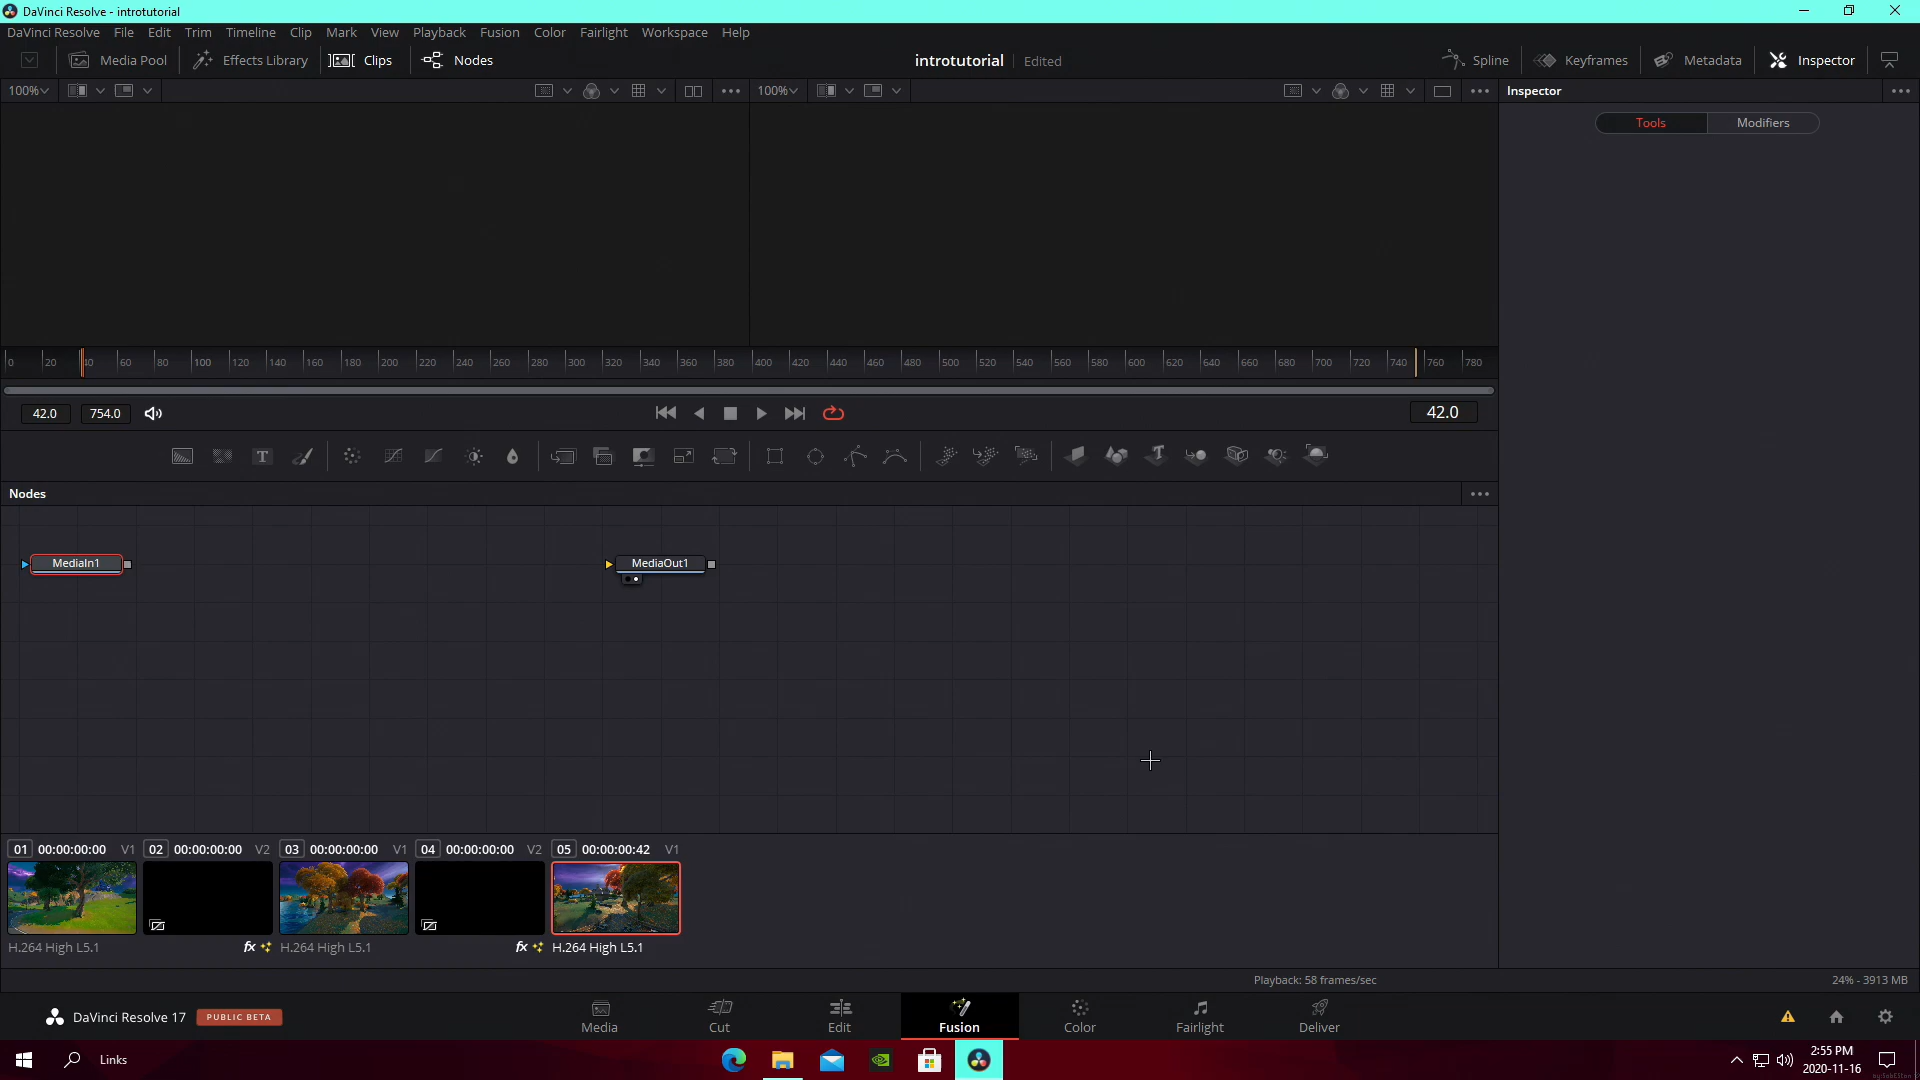 DaVinci Resolve - introtutorial
DaVinci Resolve File Edit Trim Timeline Clip Mark View Playback Fusion Color Fairlight Workspace Help
Media Pool Effects Library Clips Nodes introtutorial Edited Spline Keyframes Metadata Inspector
100% 100% Inspector
Tools Modifiers
0 20 40 60 80 100 120 140 160 180 200 220 240 260 280 300 320 340 360 380 400 420 440 460 480 500 520 540 560 580 600 620 640 660 680 700 720 740 760 780
42.0 754.0 42.0
T T
Nodes
MediaIn1 MediaOut1
01 00:00:00:00 V1 02 00:00:00:00 V2 03 00:00:00:00 V1 04 00:00:00:00 V2 05 00:00:00:42 V1
H.264 High L5.1 fx H.264 High L5.1 fx H.264 High L5.1
Playback: 58 frames/sec 24% - 3913 MB
DaVinci Resolve 17 PUBLIC BETA Media Cut Edit Fusion Color Fairlight Deliver
Links 2:55 PM
2020-11-16